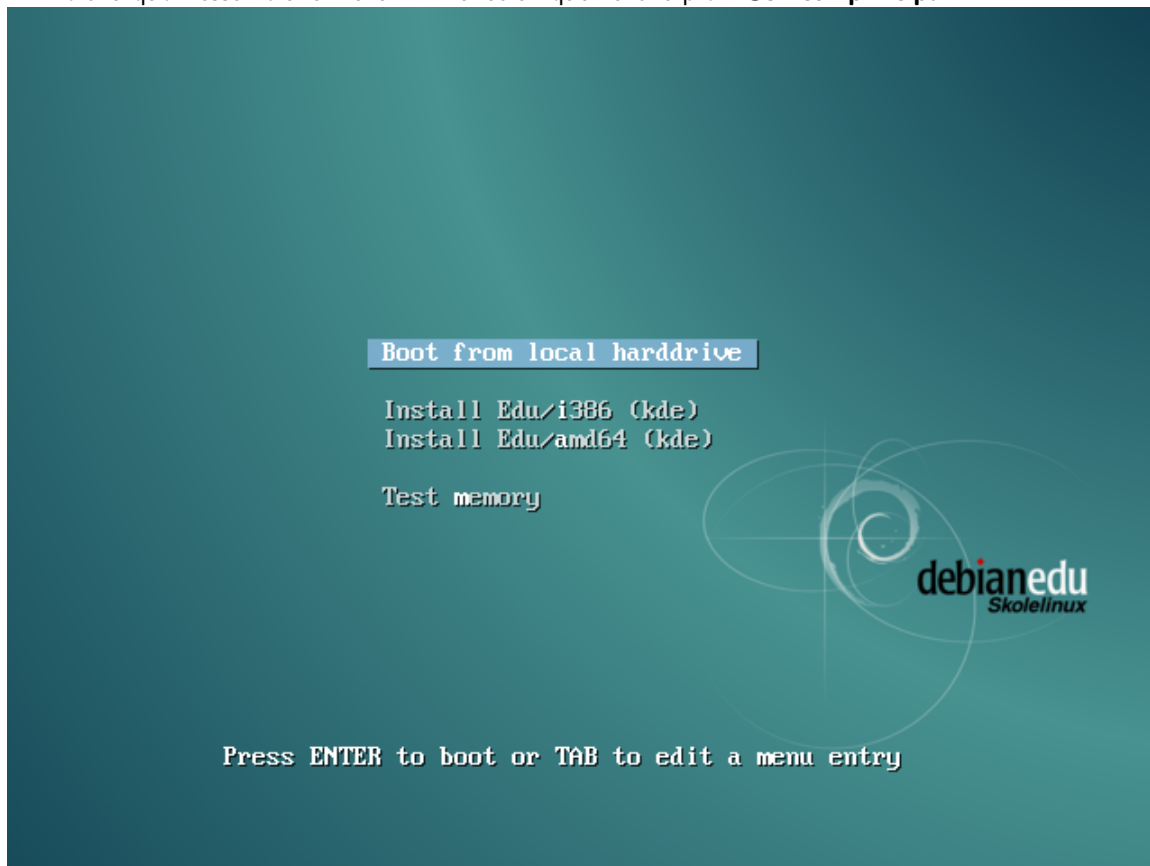 Boot from local harddrive
Install Edu/i386 (kde)
Install Edu/amd64 (kde)
Test memory
debianedu
Skolelinux
Press ENTER to boot or TAB to edit a menu entry